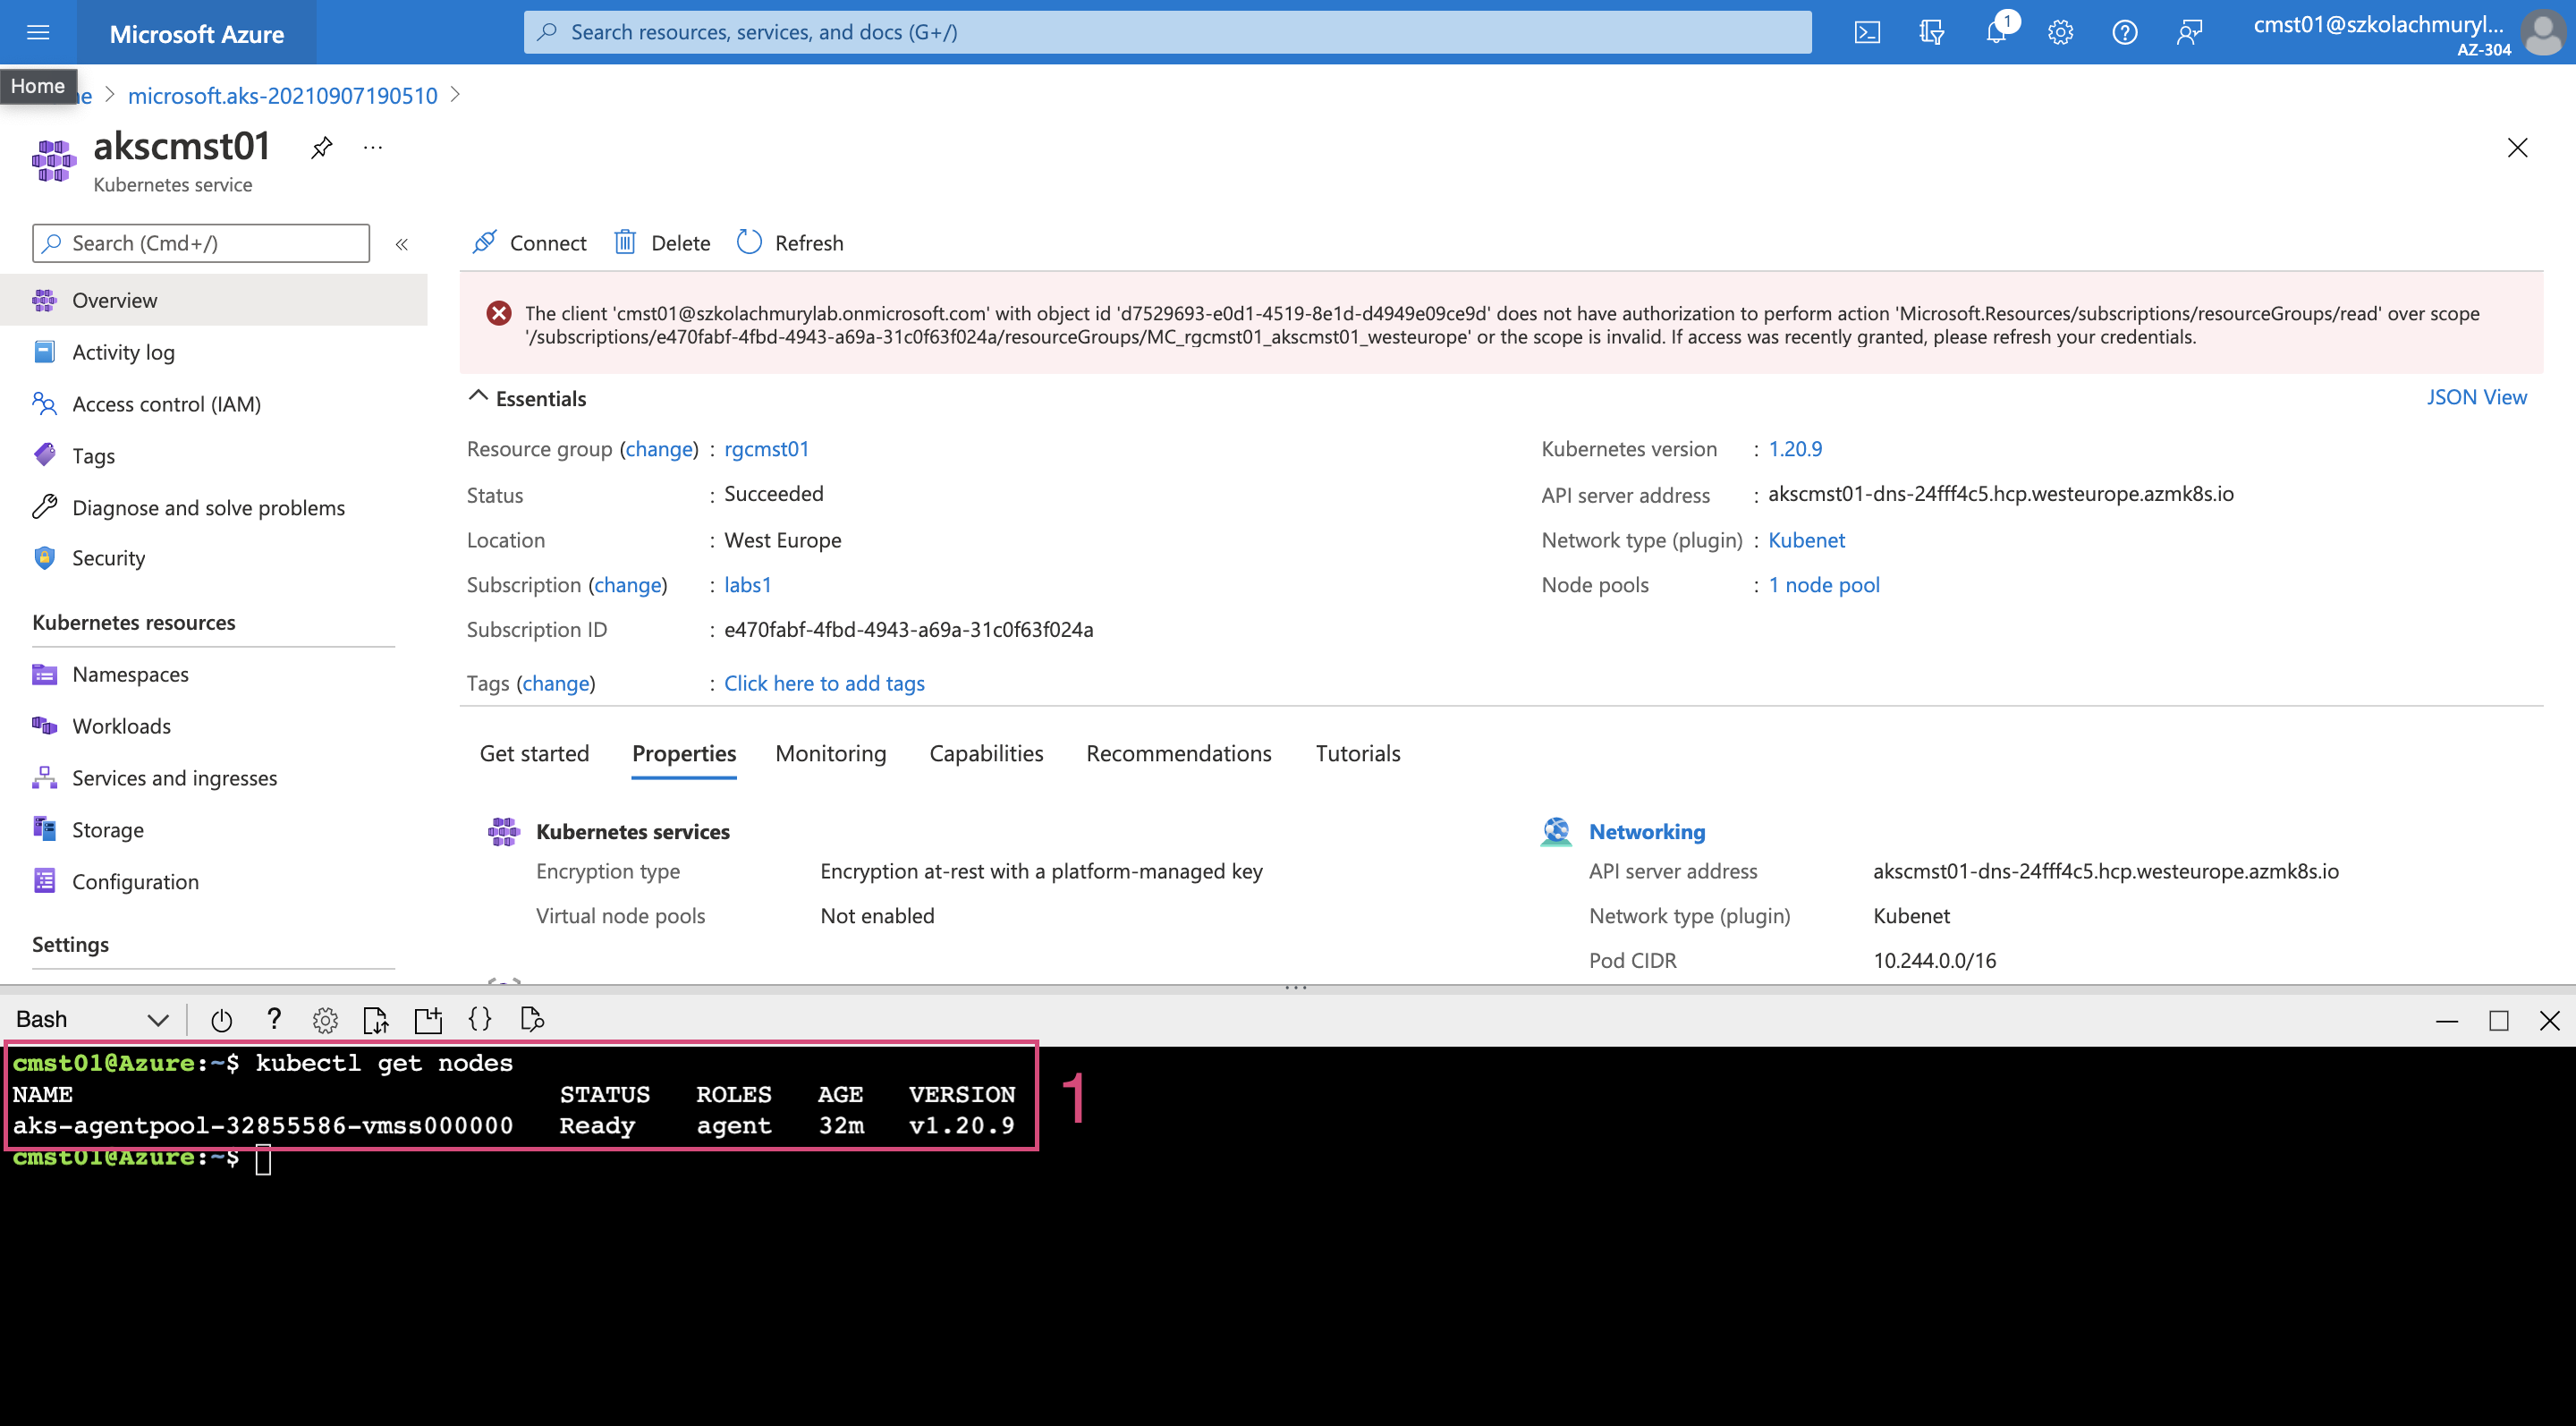 Microsoft Azure
Search resources, services, and docs (G+/)
1
cmst01@szkolachmuryl...
AZ-304
Home
e > microsoft.aks-20210907190510 >
akscmst01
...
Kubernetes service
Search (Cmd+/)
«
Connect
Delete
Refresh
Overview
Activity log
Access control (IAM)
Tags
Diagnose and solve problems
Security
Kubernetes resources
Namespaces
Workloads
Services and ingresses
Storage
Configuration
Settings
The client 'cmst01@szkolachmurylab.onmicrosoft.com' with object id 'd7529693-e0d1-4519-8e1d-d4949e09ce9d' does not have authorization to perform action 'Microsoft.Resources/subscriptions/resourceGroups/read' over scope
'/subscriptions/e470fabf-4fbd-4943-a69a-31c0f63f024a/resourceGroups/MC_rgcmst01_akscmst01_westeurope' or the scope is invalid. If access was recently granted, please refresh your credentials.
Essentials
JSON View
Resource group (change) : rgcmst01
Status : Succeeded
Location : West Europe
Subscription (change) : labs1
Subscription ID : e470fabf-4fbd-4943-a69a-31c0f63f024a
Tags (change) : Click here to add tags
Kubernetes version : 1.20.9
API server address : akscmst01-dns-24fff4c5.hcp.westeurope.azmk8s.io
Network type (plugin) : Kubenet
Node pools : 1 node pool
Get started Properties Monitoring Capabilities Recommendations Tutorials
Kubernetes services
Encryption type Encryption at-rest with a platform-managed key
Virtual node pools Not enabled
Networking
API server address akscmst01-dns-24fff4c5.hcp.westeurope.azmk8s.io
Network type (plugin) Kubenet
Pod CIDR 10.244.0.0/16
Bash
? {}
cmst01@Azure:~$ kubectl get nodes
NAME STATUS ROLES AGE VERSION
aks-agentpool-32855586-vmss000000 Ready agent 32m v1.20.9
1
cmst01@Azure:~$